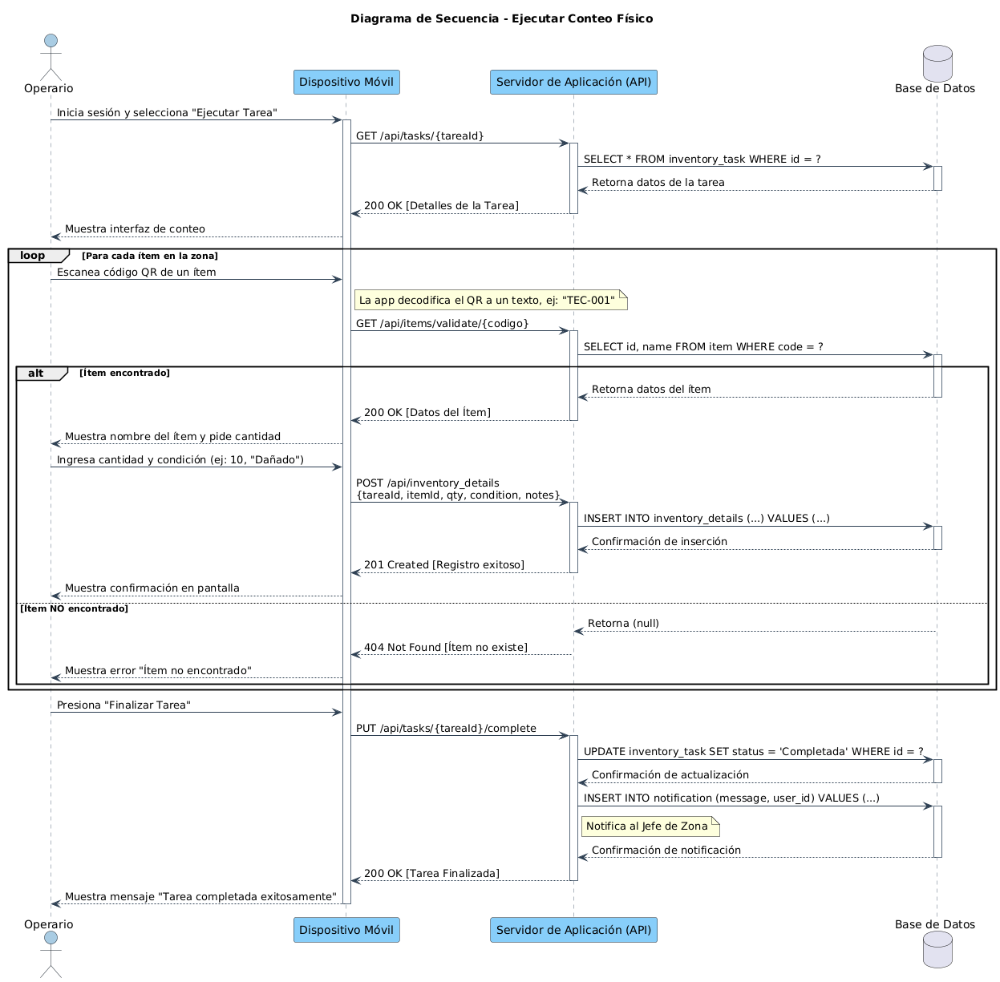 Diagrama de Secuencia - Ejecutar Conteo Físico
Operario
Dispositivo Móvil
Servidor de Aplicación (API)
Base de Datos
Inicia sesión y selecciona "Ejecutar Tarea"
GET /api/tasks/{tareaId}
SELECT * FROM inventory_task WHERE id = ?
Retorna datos de la tarea
200 OK [Detalles de la Tarea]
Muestra interfaz de conteo
loop
[Para cada ítem en la zona]
Escanea código QR de un ítem
La app decodifica el QR a un texto, ej: "TEC-001"
GET /api/items/validate/{codigo}
SELECT id, name FROM item WHERE code = ?
alt
[Ítem encontrado]
Retorna datos del ítem
200 OK [Datos del Ítem]
Muestra nombre del ítem y pide cantidad
Ingresa cantidad y condición (ej: 10, "Dañado")
POST /api/inventory_details
{tareaId, itemId, qty, condition, notes}
INSERT INTO inventory_details (...) VALUES (...)
Confirmación de inserción
201 Created [Registro exitoso]
Muestra confirmación en pantalla
[Ítem NO encontrado]
Retorna (null)
404 Not Found [Ítem no existe]
Muestra error "Ítem no encontrado"
Presiona "Finalizar Tarea"
PUT /api/tasks/{tareaId}/complete
UPDATE inventory_task SET status = 'Completada' WHERE id = ?
Confirmación de actualización
INSERT INTO notification (message, user_id) VALUES (...)
Notifica al Jefe de Zona
Confirmación de notificación
200 OK [Tarea Finalizada]
Muestra mensaje "Tarea completada exitosamente"
Operario
Dispositivo Móvil
Servidor de Aplicación (API)
Base de Datos